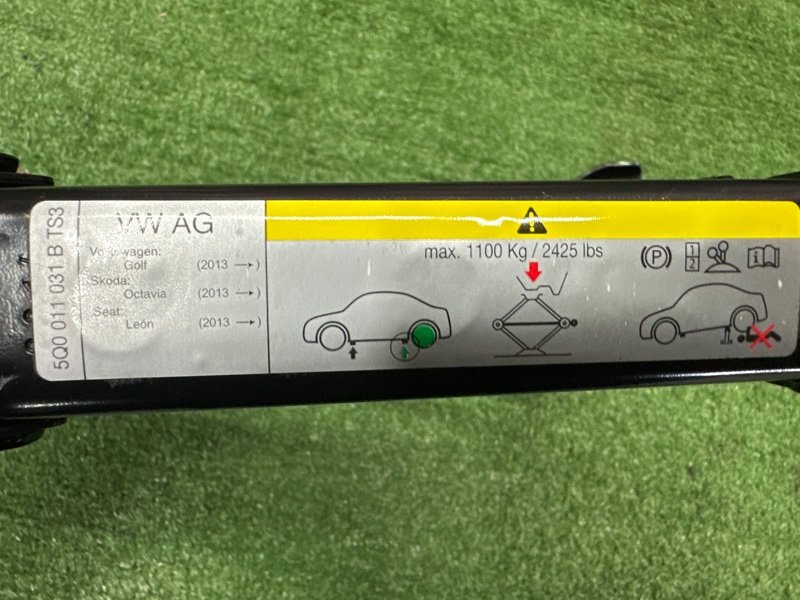 5Q0 011 031 B TS3
VW AG
max. 1100 Kg / 2425 lbs
Golf (2013 →)
Skoda:
Octavia (2013 →)
Seat:
León (2013 →)
P
1
2
i